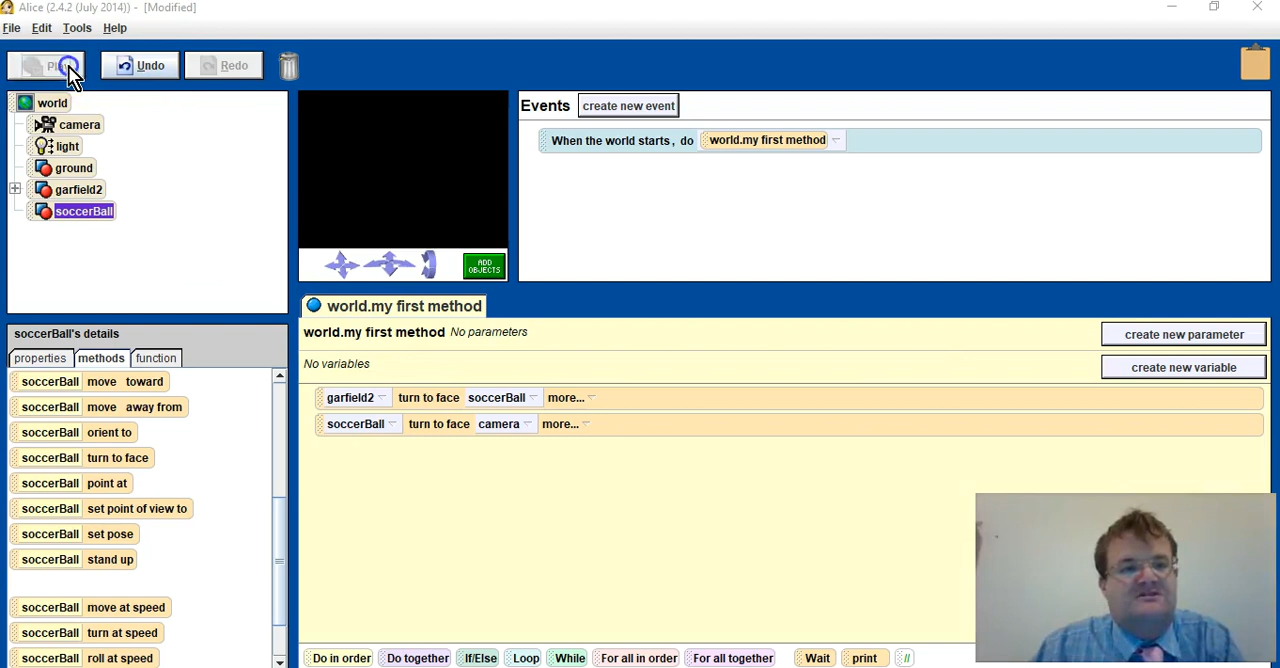 Alice (2.4.2 (July 2014)) - [Modified]
File Edit Tools Help
Undo Redo
world
camera
light
ground
garfield2
soccerBall
ADD OBJECTS
Events create new event
When the world starts, do world.my first method
soccerBall's details
properties methods function
soccerBall move toward
soccerBall move away from
soccerBall orient to
soccerBall turn to face
soccerBall point at
soccerBall set point of view to
soccerBall set pose
soccerBall stand up
soccerBall move at speed
soccerBall turn at speed
soccerBall roll at speed
world.my first method
world.my first method No parameters
create new parameter
No variables
create new variable
garfield2 turn to face soccerBall more...
soccerBall turn to face camera more...
Do in order Do together If/Else Loop While For all in order For all together Wait print //